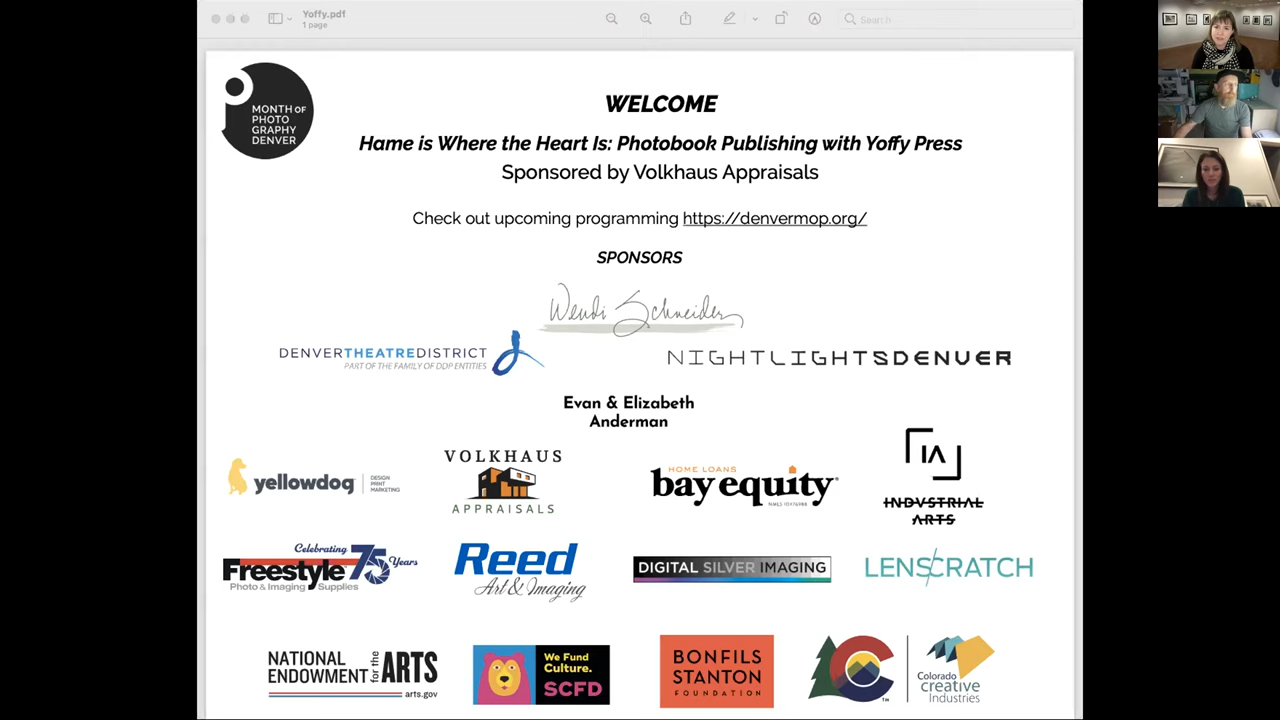 Yoffy.pdf
1 page
Search
MONTH OF
PHOTO
GRAPHY
DENVER
WELCOME
Hame is Where the Heart Is: Photobook Publishing with Yoffy Press
Sponsored by Volkhaus Appraisals
Check out upcoming programming https://denvermop.org/
SPONSORS
Wendi Schneider
DENVERTHEATREDISTRICT
PART OF THE FAMILY OF DDP ENTITIES
NIGHTLIGHTSDENVER
Evan & Elizabeth
Anderman
yellowdog
DESIGN
PRINT
MARKETING
VOLKHAUS
APPRAISALS
HOME LOANS
bay equity
IA
INDVSTRIAL
ARTS
Celebrating 75 Years
Freestyle
Photo & Imaging Supplies
Reed
Art & Imaging
DIGITAL SILVER IMAGING
LENSCRATCH
NATIONAL
ENDOWMENT
for the
ARTS
arts.gov
We Fund
Culture.
SCFD
BONFILS
STANTON
FOUNDATION
C
TM
Colorado
creative
Industries